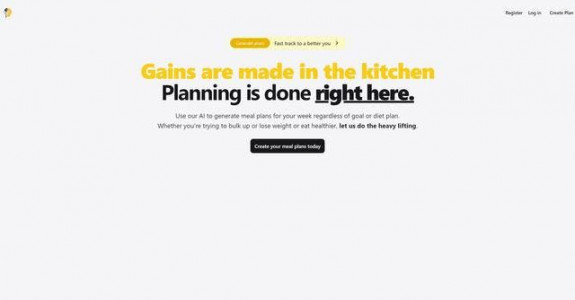 Register Log in Create Plan
Fast track to a better you
Gains are made in the kitchen
Planning is done right here.
Use our AI to generate meal plans for your week regardless of goal or diet plan.
Whether you're trying to bulk up or lose weight or eat healthier, let us do the heavy lifting.
Create your meal plans today